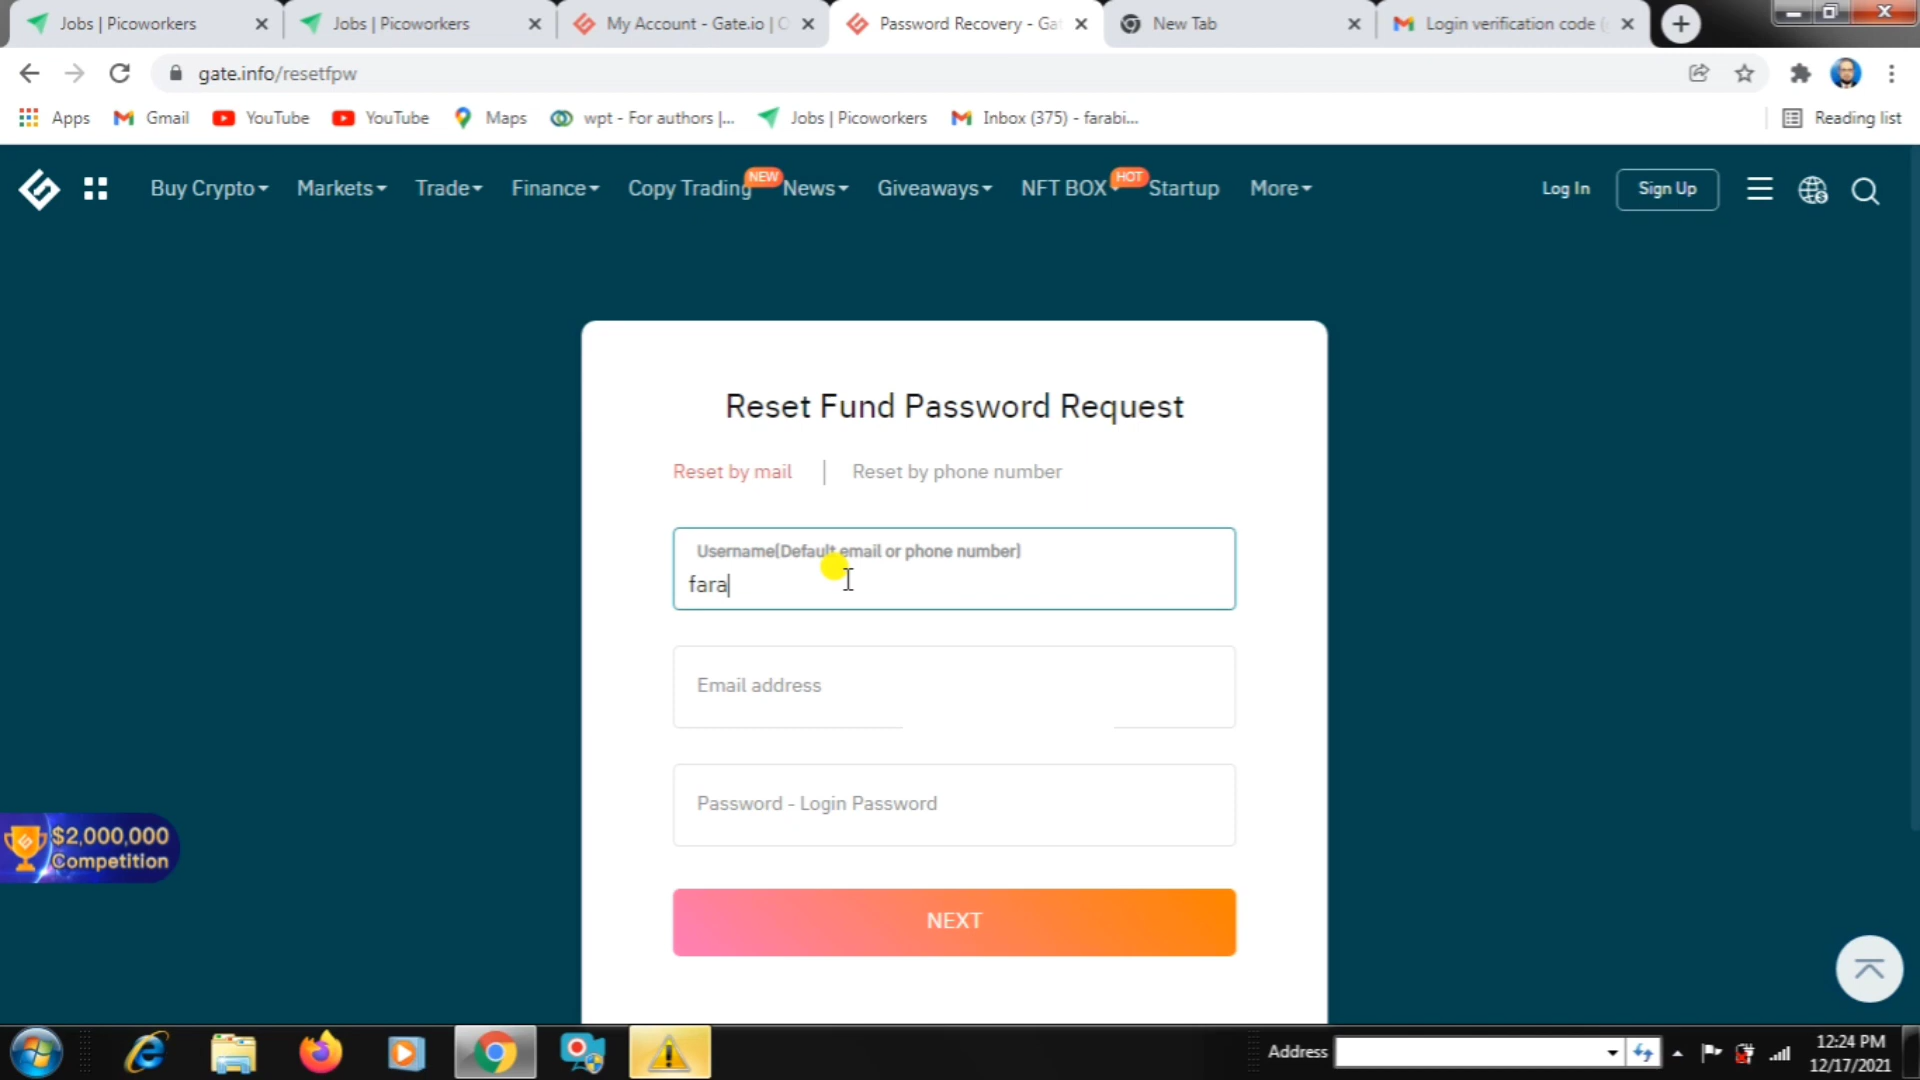 Jobs | Picoworkers
Jobs | Picoworkers
My Account - Gate.io | O
Password Recovery - Gat
New Tab
Login verification code (
gate.info/resetfpw
Apps
Gmail
YouTube
YouTube
Maps
wpt - For authors |...
Jobs | Picoworkers
Inbox (375) - farabi...
Reading list
Buy Crypto
Markets
Trade
Finance
Copy Trading
NEW
News
Giveaways
NFT BOX
HOT
Startup
More
Log In
Sign Up
Reset Fund Password Request
Reset by mail | Reset by phone number
Username(Default email or phone number)
fara
Email address
Password - Login Password
NEXT
$2,000,000
Competition
Address
12:24 PM
12/17/2021